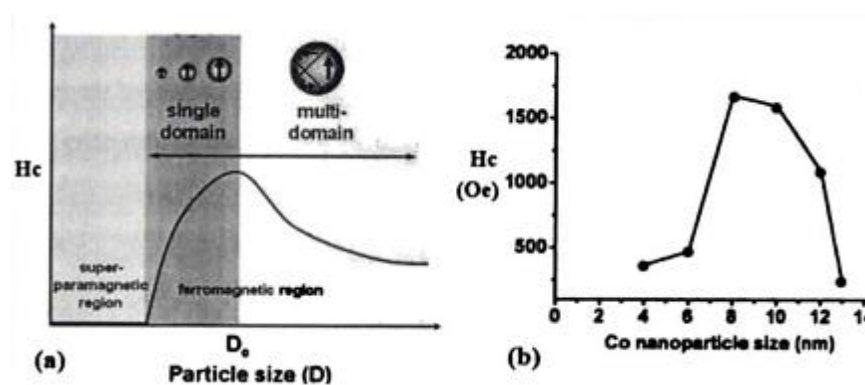 single
domain
multi-
domain
Hc
super-
paramagnetic
region
ferromagnetic region
(a)
Dc
Particle size (D)
2000
1500
Hc
(Oe)
1000
500
0
2
4
6
8
10
12
14
(b)
Co nanoparticle size (nm)